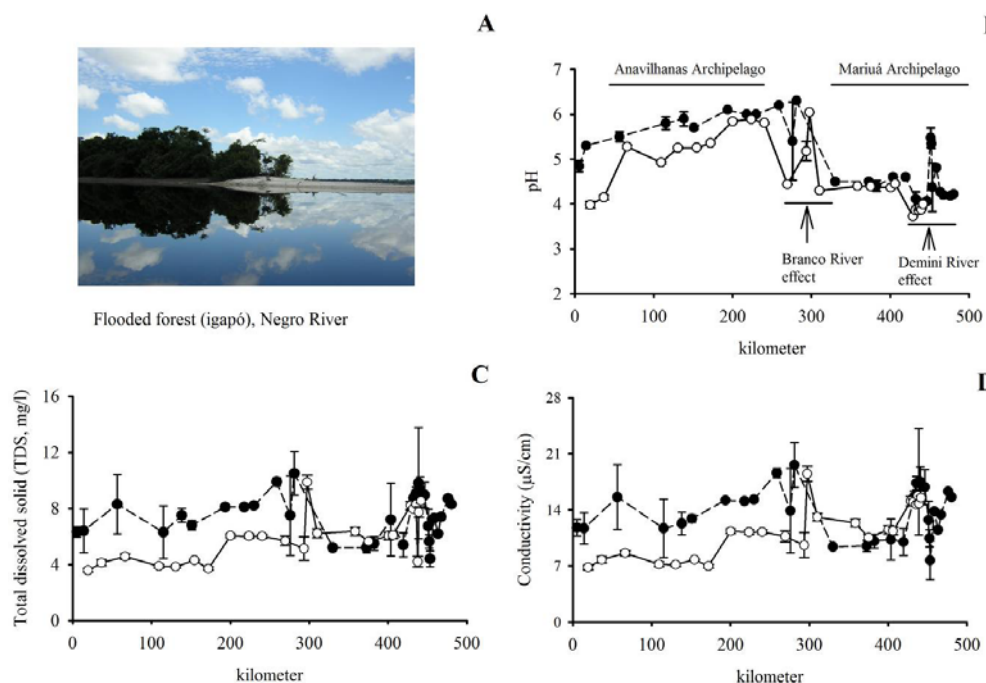 A
Flooded forest (igapó), Negro River
Anavilhanas Archipelago
Mariuá Archipelago
7
6
5
4
3
2
pH
Branco River
effect
Demini River
effect
0
100
200
300
400
500
kilometer
C
16
12
8
4
0
Total dissolved solid (TDS, mg/l)
0
100
200
300
400
500
kilometer
28
21
14
7
0
Conductivity (µS/cm)
0
100
200
300
400
500
kilometer